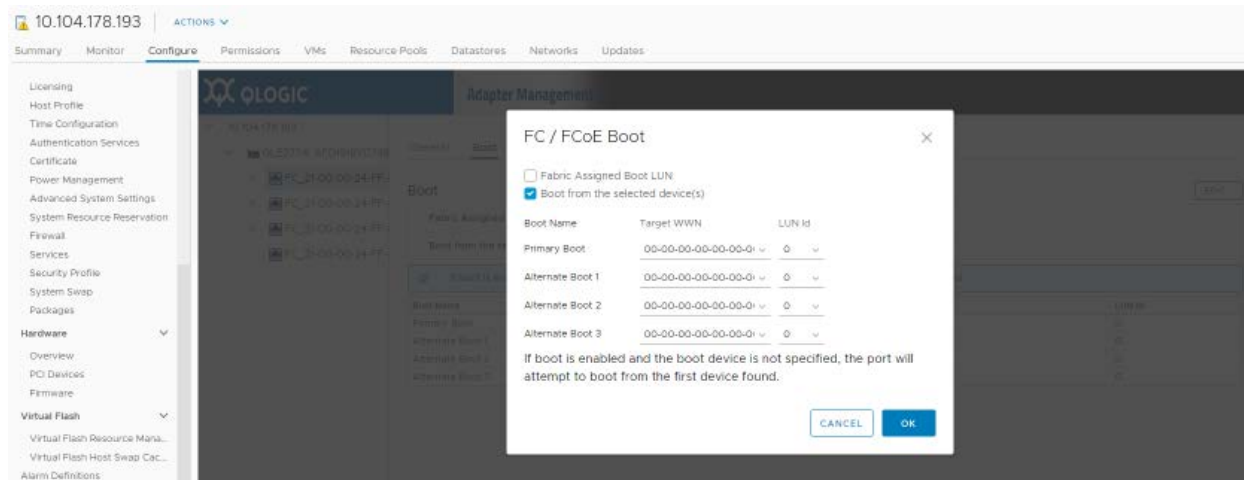 10.104.178.193 ACTIONS
Summary Monitor Configure Permissions VMs Resource Pools Datastores Networks Updates
Licensing
Host Profile
Time Configuration
Authentication Services
Certificate
Power Management
Advanced System Settings
System Resource Reservation
Firewall
Services
Security Profile
System Swap
Packages
Hardware
Overview
PCI Devices
Firmware
Virtual Flash
Virtual Flash Resource Mana...
Virtual Flash Host Swap Cac...
Alarm Definitions
QLOGIC Adapter Management
10.104.178.193
Boot
FC / FCoE Boot
Fabric Assigned Boot LUN
Boot from the selected device(s)
Boot Name Target WWN LUN Id
Primary Boot 00-00-00-00-00-00-0 0
Alternate Boot 1 00-00-00-00-00-00-0 0
Alternate Boot 2 00-00-00-00-00-00-0 0
Alternate Boot 3 00-00-00-00-00-00-0 0
If boot is enabled and the boot device is not specified, the port will
attempt to boot from the first device found.
CANCEL OK